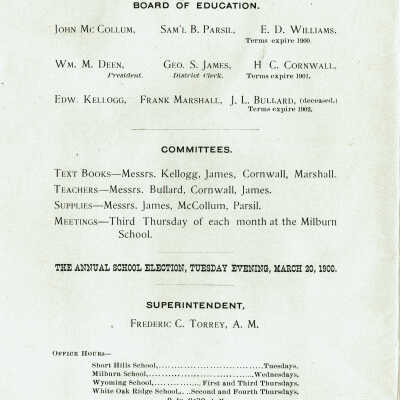 BOARD OF EDUCATION.
JOHN MC COLLUM, SAM'L B. PARSIL, E. D. WILLIAMS.
Terms expire 1900.
WM. M. DEEN, GEO. S. JAMES, H C. CORNWALL.
President. District Clerk. Terms expire 1901.
EDW. KELLOGG, FRANK MARSHALL, J. L. BULLARD, (deceased.)
Terms expire 1902.
COMMITTEES.
TEXT BOOKS—Messrs. Kellogg, James, Cornwall, Marshall.
TEACHERS—Messrs. Bullard, Cornwall, James.
SUPPLIES—Messrs. James, McCollum, Parsil.
MEETINGS—Third Thursday of each month at the Milburn
School.
THE ANNUAL SCHOOL ELECTION, TUESDAY EVENING, MARCH 20, 1900.
SUPERINTENDENT,
FREDERIC C. TORREY, A. M.
OFFICE HOURS—
Short Hills School,....................................Tuesdays.
Milburn School,....................................Wednesdays.
Wyoming School,................First and Third Thursdays.
White Oak Ridge School,....Second and Fourth Thursdays.